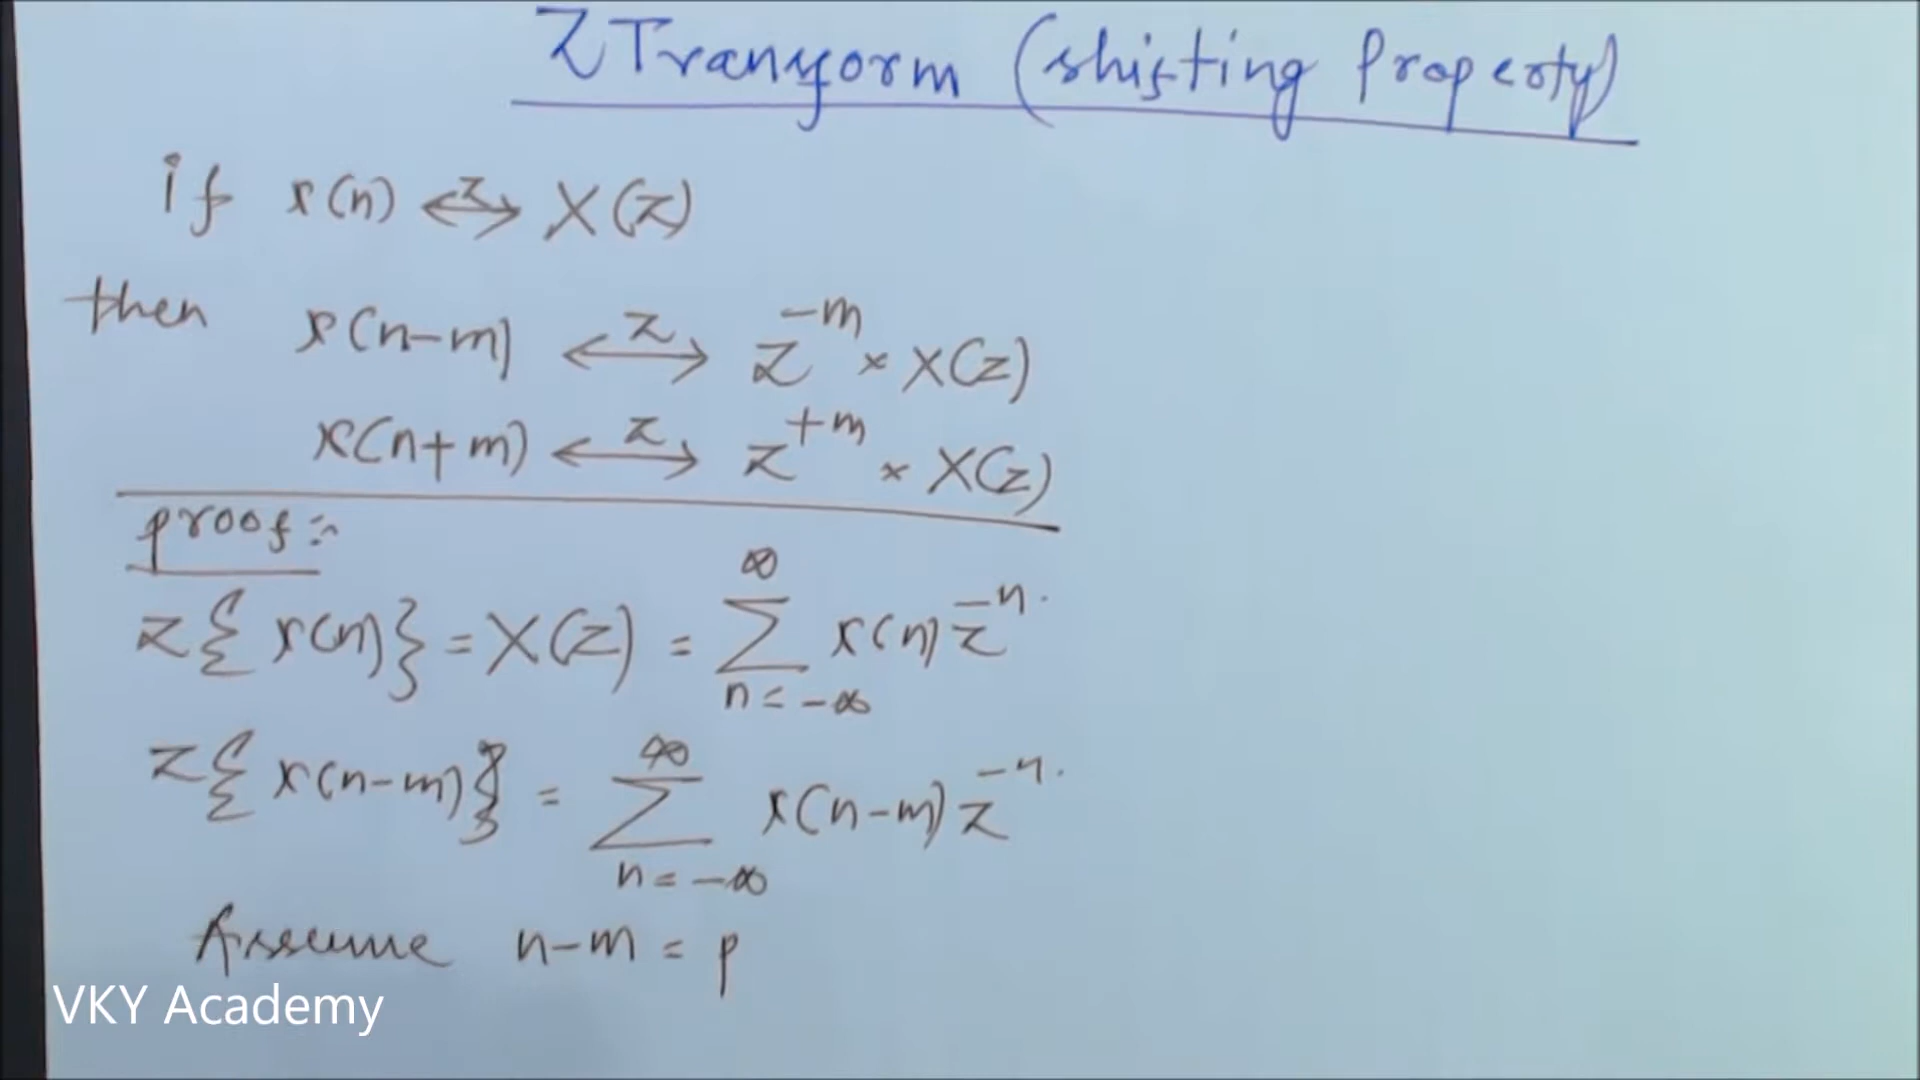 Z Transform (shifting Property)
if x(n) ⟷z X(z)
then x(n-m) ⟷z z^{-m} × X(z)
x(n+m) ⟷z z^{+m} × X(z)
proof:-
z{x(n)} = X(z) = ∑_{n=-∞}^{∞} x(n) z^{-n}.
z{x(n-m)} = ∑_{n=-∞}^{∞} x(n-m) z^{-n}.
Assume n-m = p
VKY Academy